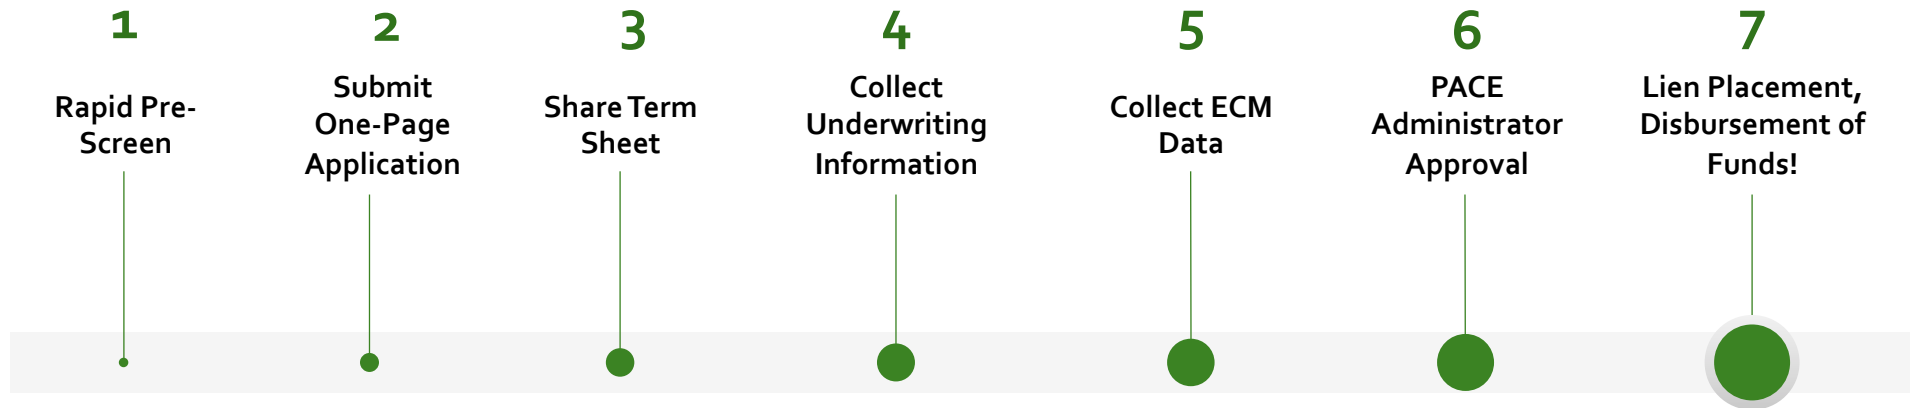 1
Rapid Pre-
Screen
2
Submit
One-Page
Application
3
Share Term
Sheet
4
Collect
Underwriting
Information
5
Collect ECM
Data
6
PACE
Administrator
Approval
7
Lien Placement,
Disbursement of
Funds!